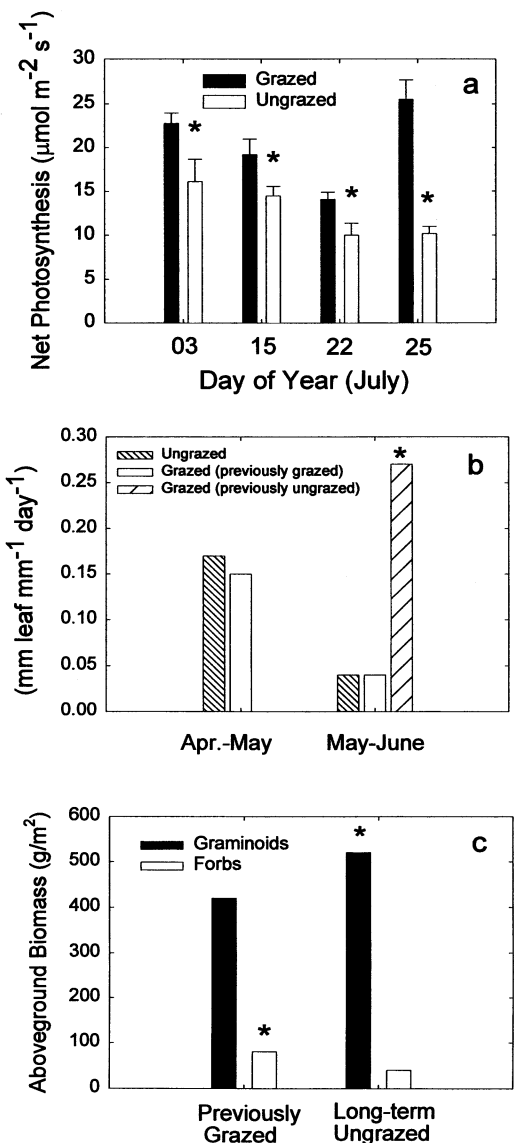 Net Photosynthesis (µmol m⁻² s⁻¹)
30
25
20
15
10
5
0
Grazed
Ungrazed
a
*
*
*
*
03
15
22
25
Day of Year (July)
(mm leaf mm⁻¹ day⁻¹)
0.30
0.25
0.20
0.15
0.10
0.05
0.00
Ungrazed
Grazed (previously grazed)
Grazed (previously ungrazed)
*
b
Apr.-May
May-June
Aboveground Biomass (g/m²)
600
500
400
300
200
100
0
Graminoids
Forbs
*
c
*
Previously
Grazed
Long-term
Ungrazed